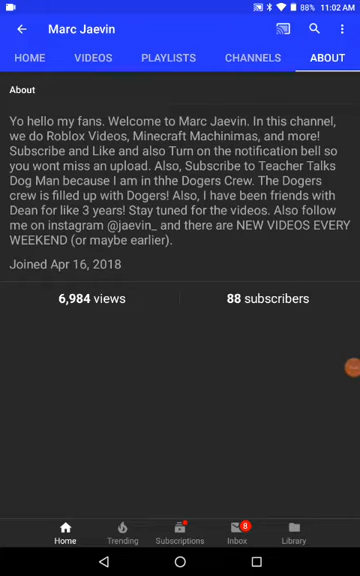 88% 11:02 AM
Marc Jaevin
HOME VIDEOS PLAYLISTS CHANNELS ABOUT
About
Yo hello my fans. Welcome to Marc Jaevin. In this channel,
we do Roblox Videos, Minecraft Machinimas, and more!
Subscribe and Like and also Turn on the notification bell so
you wont miss an upload. Also, Subscribe to Teacher Talks
Dog Man because I am in thhe Dogers Crew. The Dogers
crew is filled up with Dogers! Also, I have been friends with
Dean for like 3 years! Stay tuned for the videos. Also follow
me on instagram @jaevin_ and there are NEW VIDEOS EVERY
WEEKEND (or maybe earlier).
Joined Apr 16, 2018
6,984 views 88 subscribers
8
Home Trending Subscriptions Inbox Library